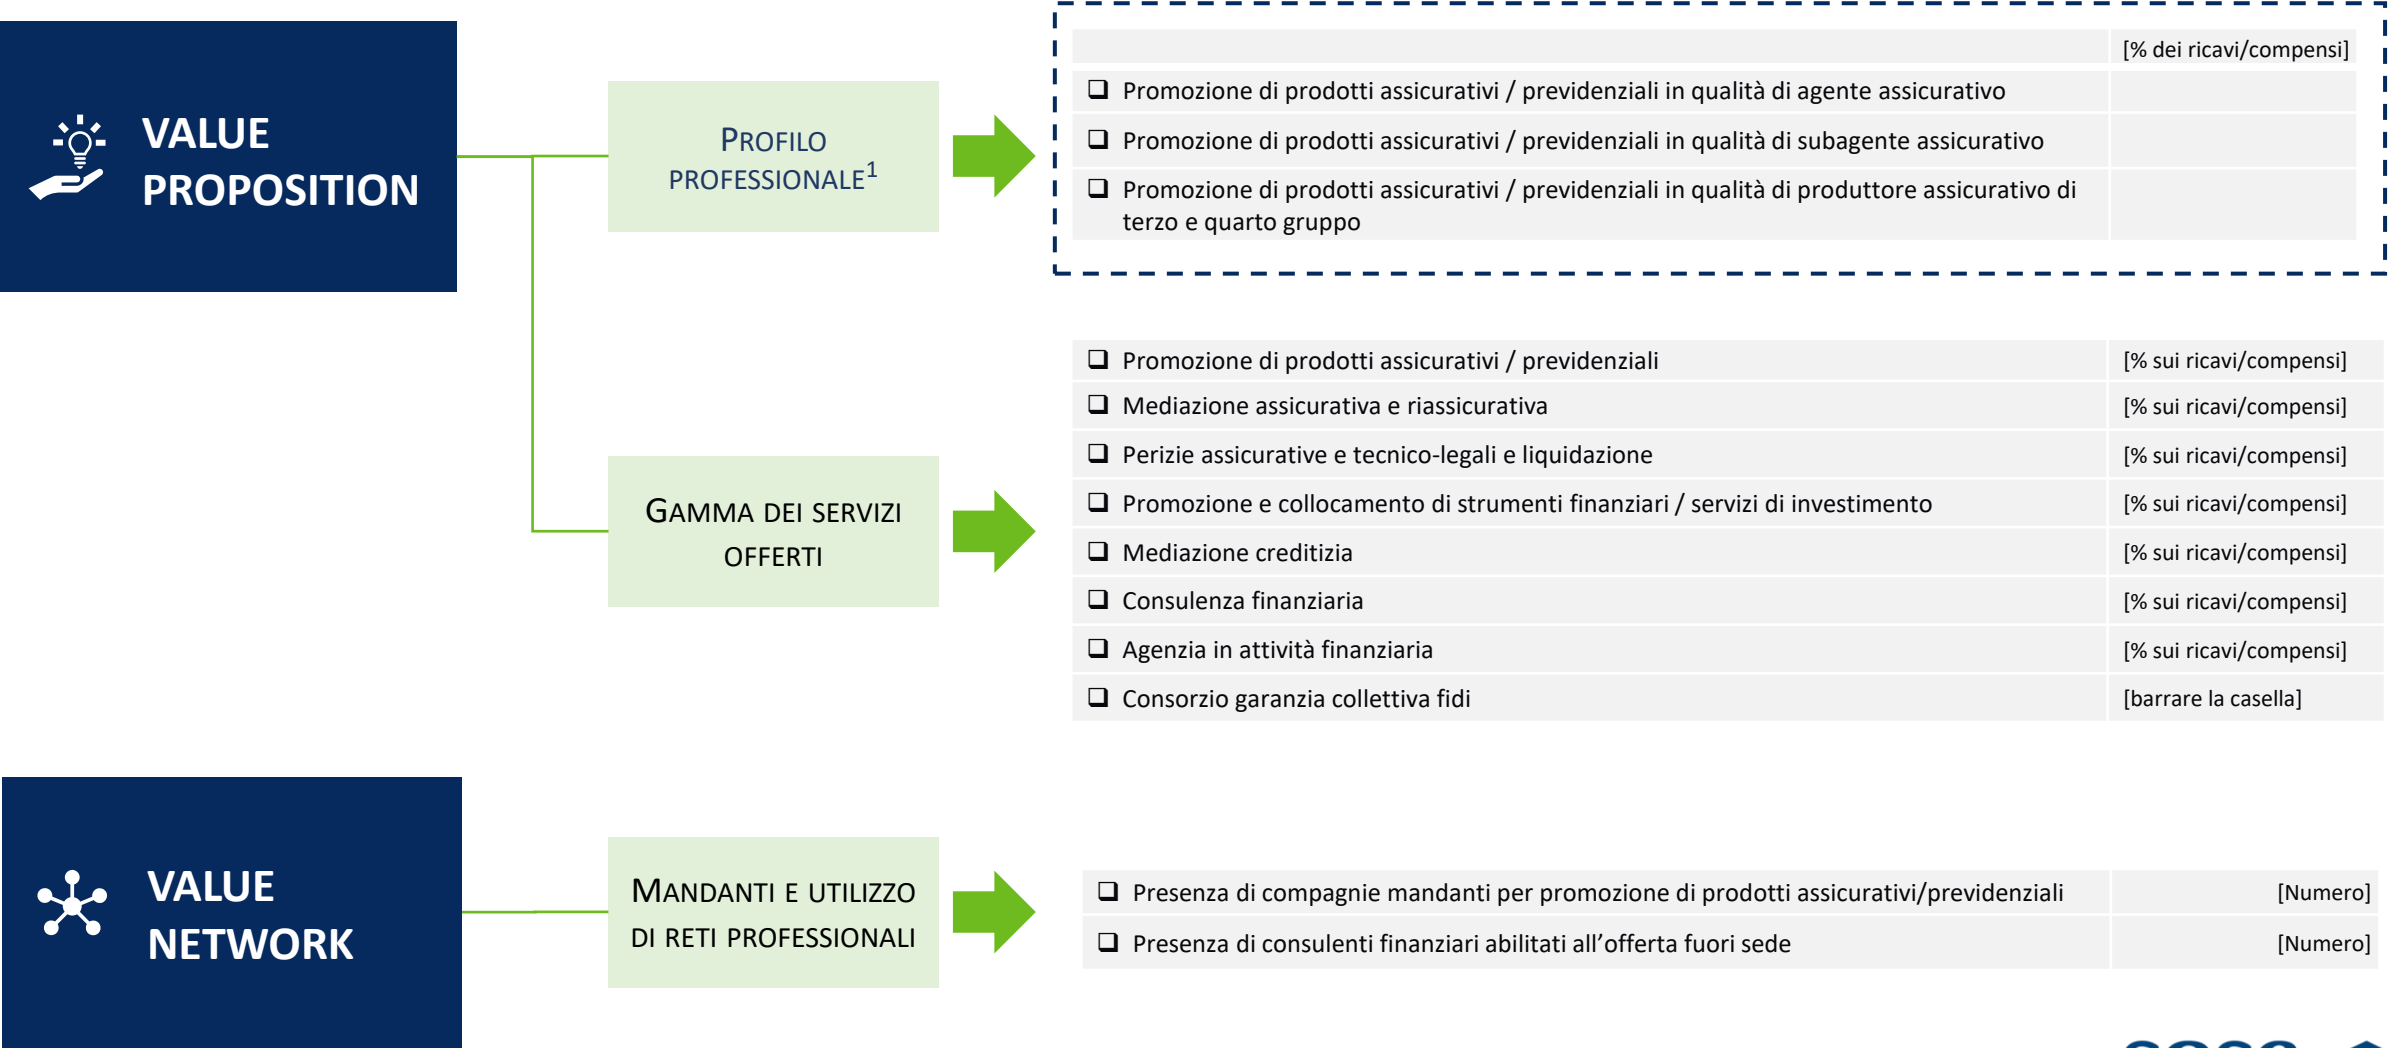 VALUE
PROPOSITION
PROFILO
PROFESSIONALE1
[% dei ricavi/compensi]
Promozione di prodotti assicurativi / previdenziali in qualità di agente assicurativo
Promozione di prodotti assicurativi / previdenziali in qualità di subagente assicurativo
Promozione di prodotti assicurativi / previdenziali in qualità di produttore assicurativo di
terzo e quarto gruppo
GAMMA DEI SERVIZI
OFFERTI
Promozione di prodotti assicurativi / previdenziali [% sui ricavi/compensi]
Mediazione assicurativa e riassicurativa [% sui ricavi/compensi]
Perizie assicurative e tecnico-legali e liquidazione [% sui ricavi/compensi]
Promozione e collocamento di strumenti finanziari / servizi di investimento [% sui ricavi/compensi]
Mediazione creditizia [% sui ricavi/compensi]
Consulenza finanziaria [% sui ricavi/compensi]
Agenzia in attività finanziaria [% sui ricavi/compensi]
Consorzio garanzia collettiva fidi [barrare la casella]
VALUE
NETWORK
MANDANTI E UTILIZZO
DI RETI PROFESSIONALI
Presenza di compagnie mandanti per promozione di prodotti assicurativi/previdenziali [Numero]
Presenza di consulenti finanziari abilitati all'offerta fuori sede [Numero]